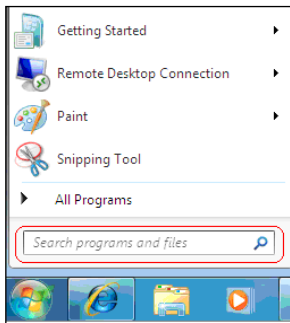 Getting Started
Remote Desktop Connection
Paint
Snipping Tool
All Programs
Search programs and files